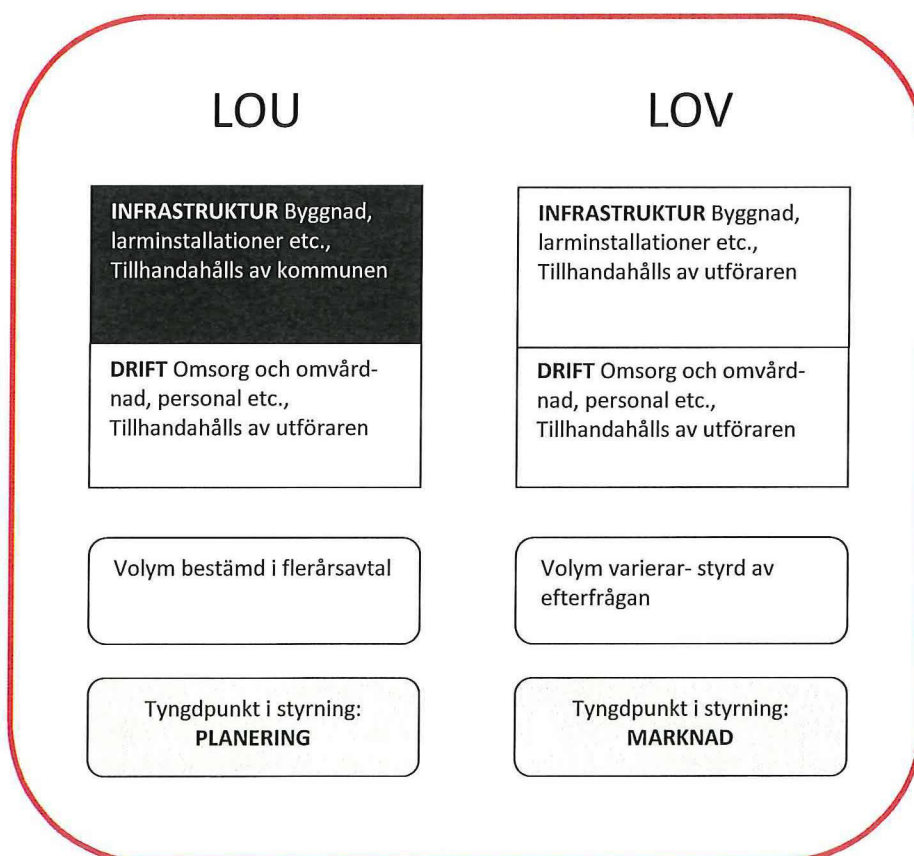 LOU
INFRASTRUKTUR Byggnad,
larminstallationer etc.,
Tillhandahålls av kommunen
DRIFT Omsorg och omvård-
nad, personal etc.,
Tillhandahålls av utföraren
Volym bestämd i flerårsavtal
Tyngdpunkt i styrning:
PLANERING
LOV
INFRASTRUKTUR Byggnad,
larminstallationer etc.,
Tillhandahålls av utföraren
DRIFT Omsorg och omvård-
nad, personal etc.,
Tillhandahålls av utföraren
Volym varierar- styrd av
efterfrågan
Tyngdpunkt i styrning:
MARKNAD